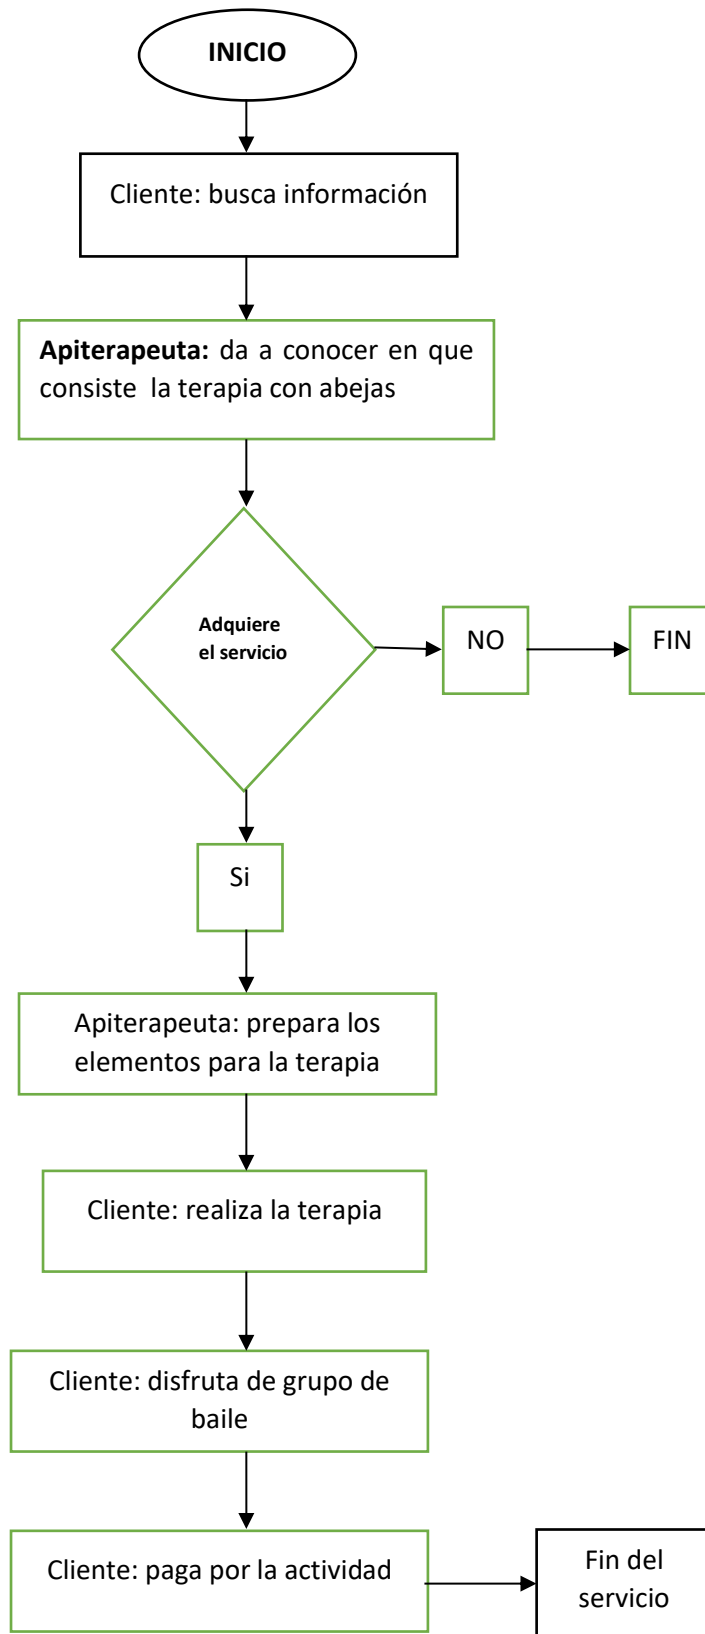 INICIO
Cliente: busca información
Apiterapeuta: da a conocer en que
consiste la terapia con abejas
Adquiere
el servicio
NO
FIN
Si
Apiterapeuta: prepara los
elementos para la terapia
Cliente: realiza la terapia
Cliente: disfruta de grupo de
baile
Cliente: paga por la actividad
Fin del
servicio